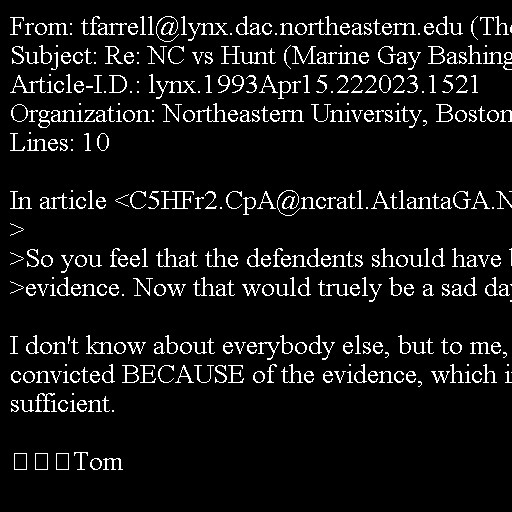 From: tfarrell@lynx.dac.northeastern.edu
Subject: Re: NC vs Hunt (Marine Gay Bashing
Article-I.D.: lynx.1993Apr15.222023.1521
Organization: Northeastern University, Boston
Lines: 10
In article <C5HFr2.CpA@ncratl.AtlantaGA.N
>
>So you feel that the defendents should have
>evidence. Now that would truely be a sad day
I don't know about everybody else, but to me,
convicted BECAUSE of the evidence, which
sufficient.
Tom